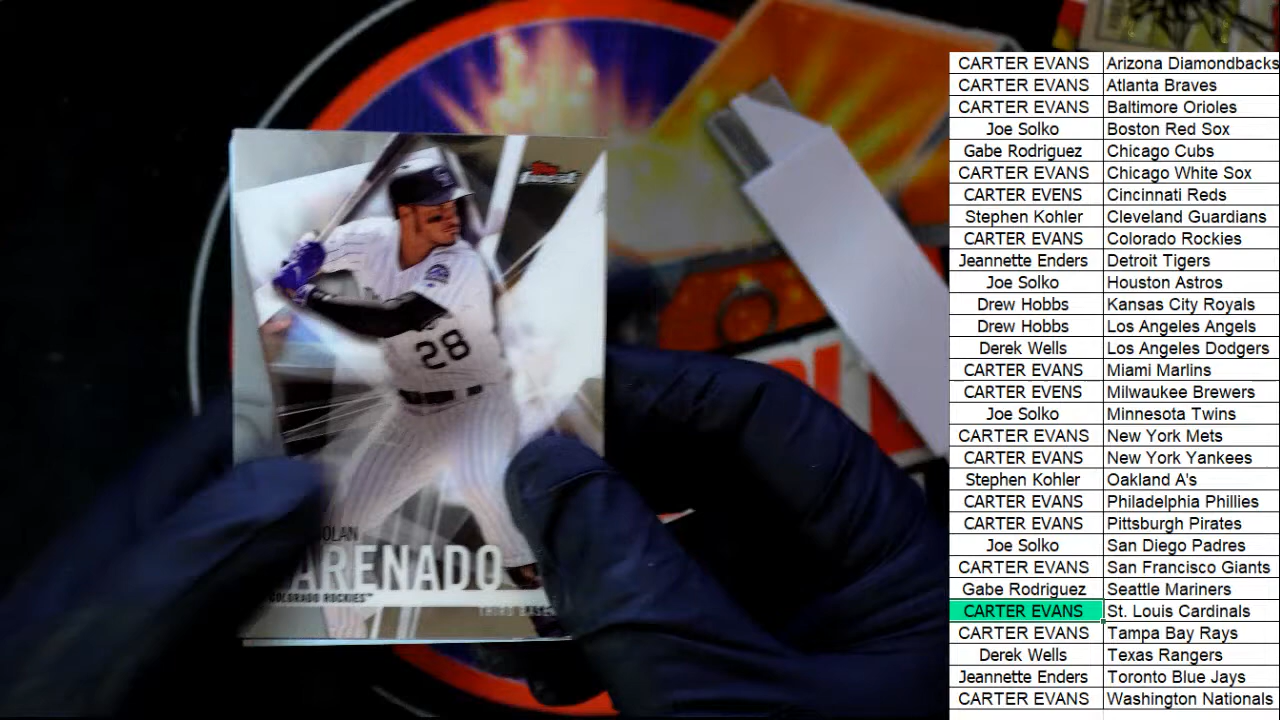 Topps
Finest
28
NOLAN
ARENADO
COLORADO ROCKIES™
THIRD BASE
CARTER EVANS Arizona Diamondbacks
CARTER EVANS Atlanta Braves
CARTER EVANS Baltimore Orioles
Joe Solko Boston Red Sox
Gabe Rodriguez Chicago Cubs
CARTER EVANS Chicago White Sox
CARTER EVENS Cincinnati Reds
Stephen Kohler Cleveland Guardians
CARTER EVANS Colorado Rockies
Jeannette Enders Detroit Tigers
Joe Solko Houston Astros
Drew Hobbs Kansas City Royals
Drew Hobbs Los Angeles Angels
Derek Wells Los Angeles Dodgers
CARTER EVANS Miami Marlins
CARTER EVENS Milwaukee Brewers
Joe Solko Minnesota Twins
CARTER EVANS New York Mets
CARTER EVANS New York Yankees
Stephen Kohler Oakland A's
CARTER EVANS Philadelphia Phillies
CARTER EVANS Pittsburgh Pirates
Joe Solko San Diego Padres
CARTER EVANS San Francisco Giants
Gabe Rodriguez Seattle Mariners
CARTER EVANS St. Louis Cardinals
CARTER EVANS Tampa Bay Rays
Derek Wells Texas Rangers
Jeannette Enders Toronto Blue Jays
CARTER EVANS Washington Nationals